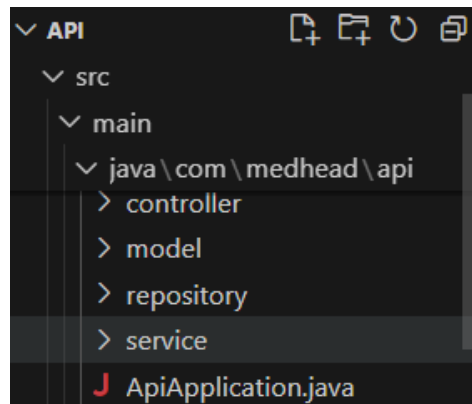 API
src
main
java\com\medhead\api
controller
model
repository
service
J ApiApplication.java